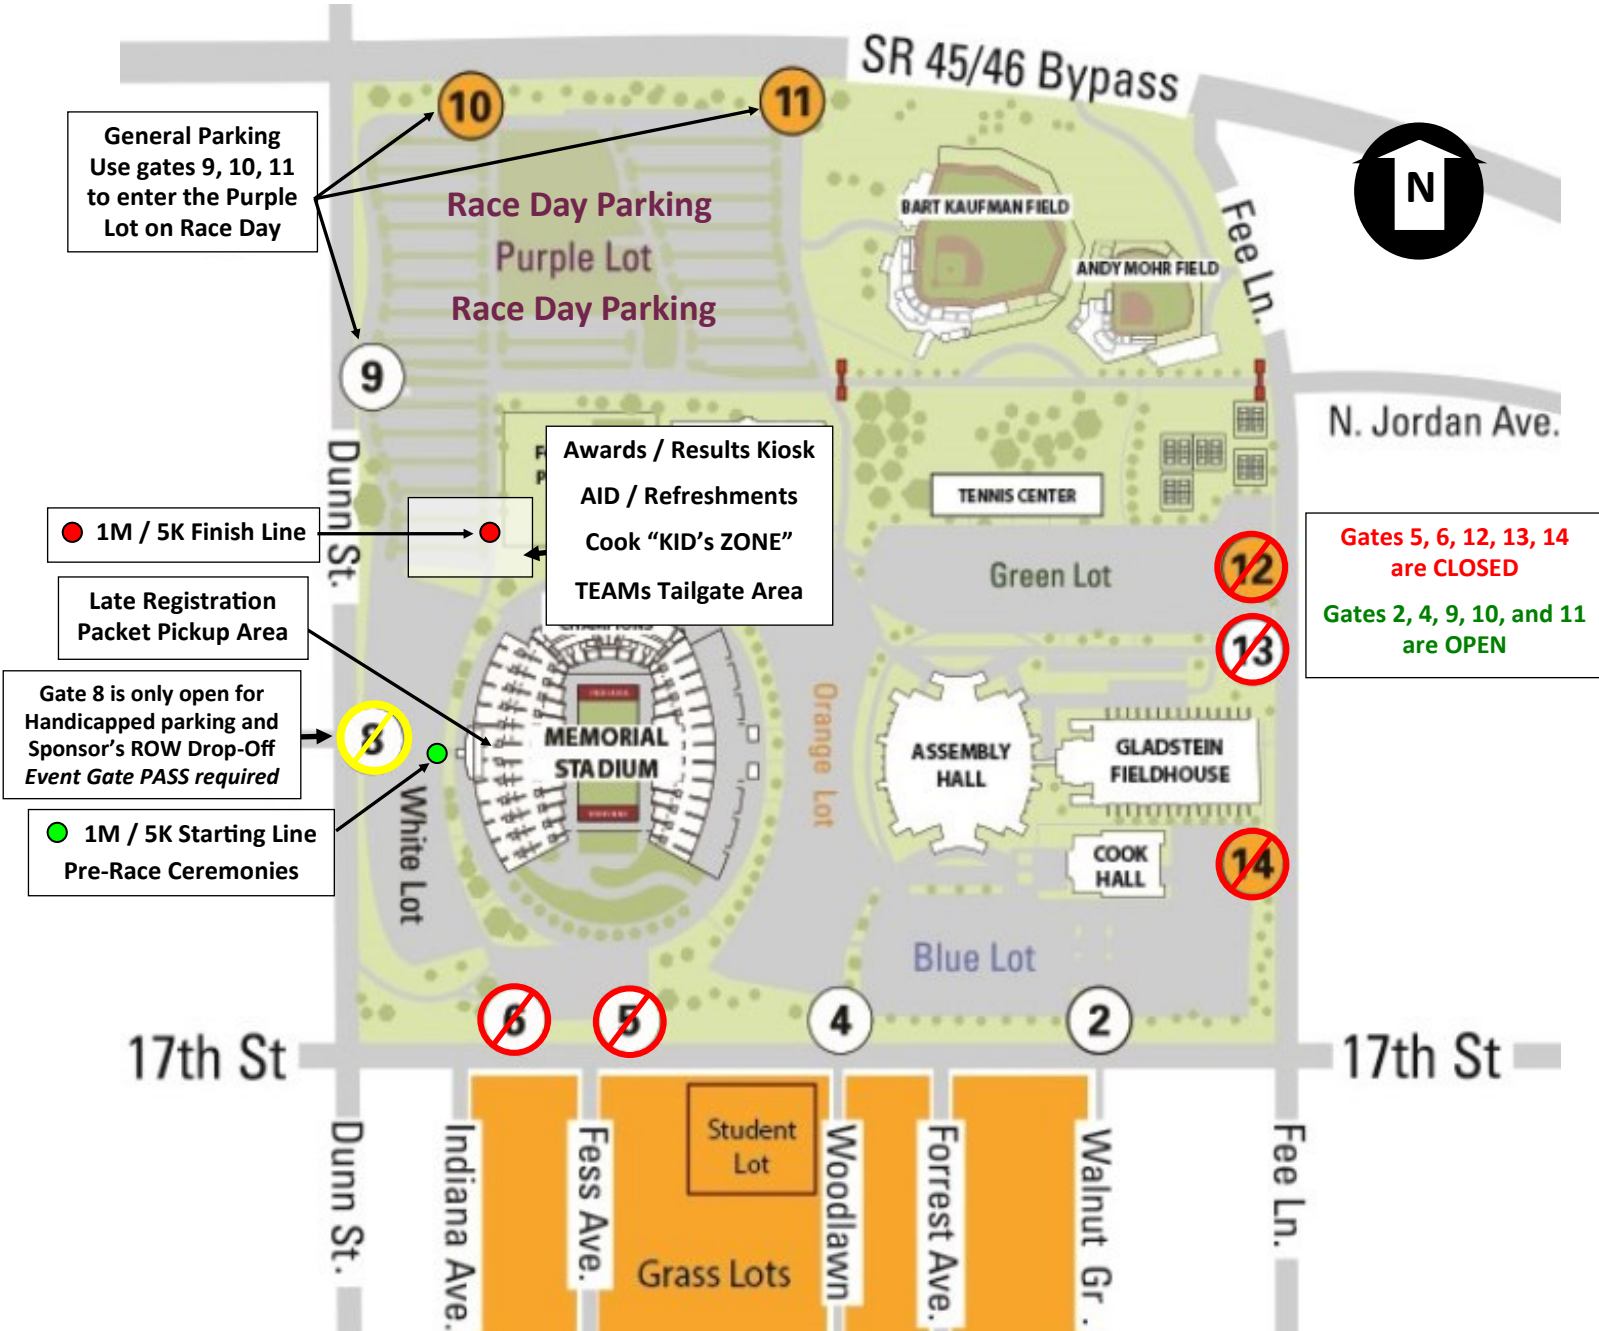 SR 45/46 Bypass
10
11
General Parking
Use gates 9, 10, 11
to enter the Purple
Lot on Race Day
N
Race Day Parking
Purple Lot
Race Day Parking
BART KAUFMAN FIELD
ANDY MOHR FIELD
Fee Ln.
9
N. Jordan Ave.
Dunn St.
Awards / Results Kiosk
AID / Refreshments
Cook “KID’s ZONE”
TEAMs Tailgate Area
TENNIS CENTER
1M / 5K Finish Line
Green Lot
12
13
Gates 5, 6, 12, 13, 14
are CLOSED
Gates 2, 4, 9, 10, and 11
are OPEN
Late Registration
Packet Pickup Area
CHAMPIONS
INDIANA
Gate 8 is only open for
Handicapped parking and
Sponsor’s ROW Drop-Off
Event Gate PASS required
8
MEMORIAL
STADIUM
Orange Lot
ASSEMBLY
HALL
GLADSTEIN
FIELDHOUSE
White Lot
1M / 5K Starting Line
Pre-Race Ceremonies
COOK
HALL
14
Blue Lot
6
5
4
2
17th St
17th St
Student
Lot
Dunn St.
Indiana Ave.
Fess Ave.
Woodlawn
Forrest Ave.
Walnut Gr.
Fee Ln.
Grass Lots